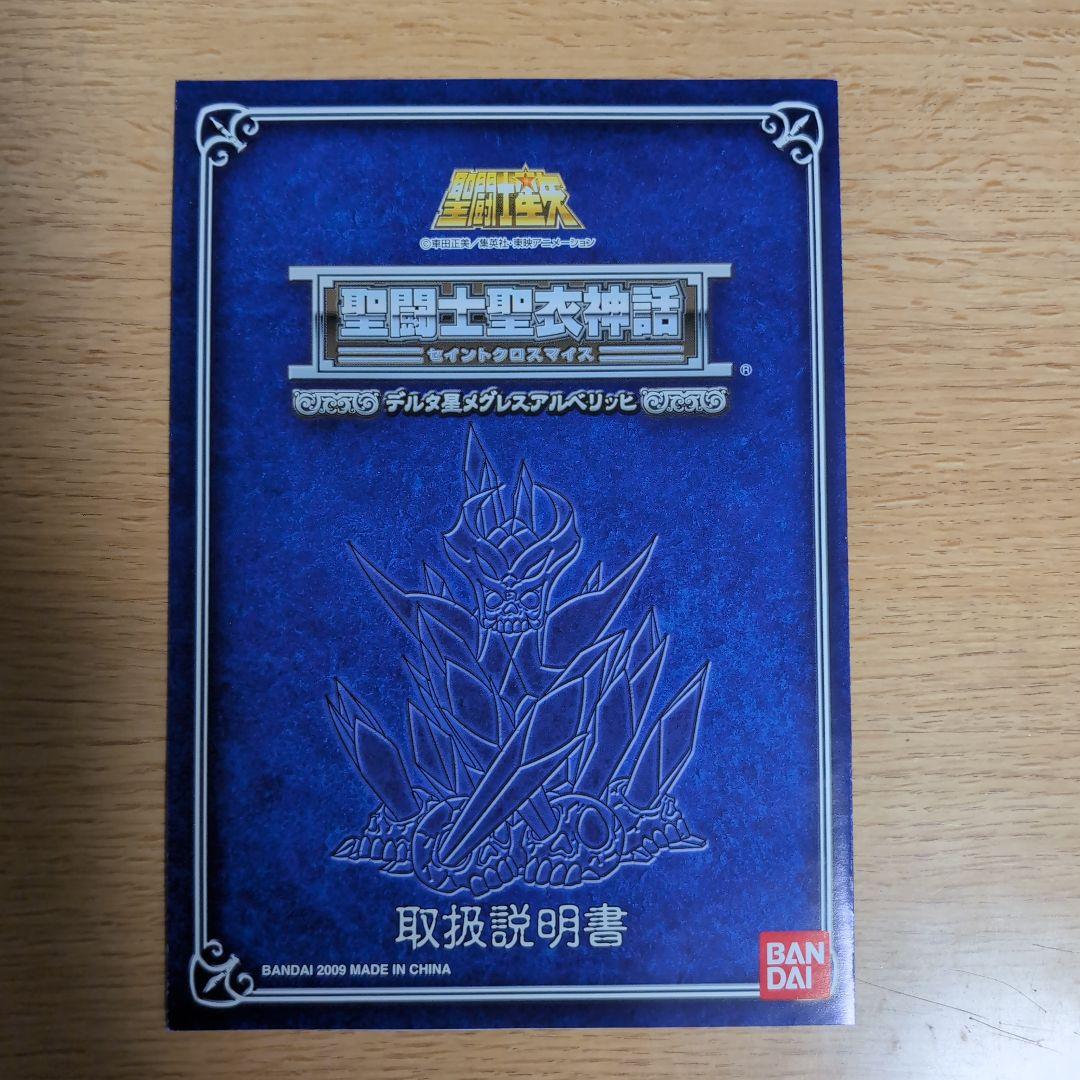 聖闘士星矢
©車田正美/集英社・東映アニメーション
聖闘士聖衣神話
セイントクロスマイス
®
デルタ星メグレスアルベリッヒ
取扱説明書
BANDAI 2009 MADE IN CHINA
BAN
DAI